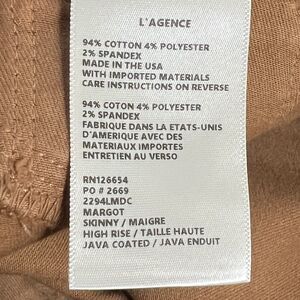 L'AGENCE
94% COTTON 4% POLYESTER
2% SPANDEX
MADE IN THE USA
WITH IMPORTED MATERIALS
CARE INSTRUCTIONS ON REVERSE
94% COTON 4% POLYESTER
2% SPANDEX
FABRIQUE DANS LA ETATS-UNIS
D'AMERIQUE AVEC DES
MATERIAUX IMPORTES
ENTRETIEN AU VERSO
RN126654
PO # 2669
2294LMDC
MARGOT
SKINNY / MAIGRE
HIGH RISE / TAILLE HAUTE
JAVA COATED / JAVA ENDUIT